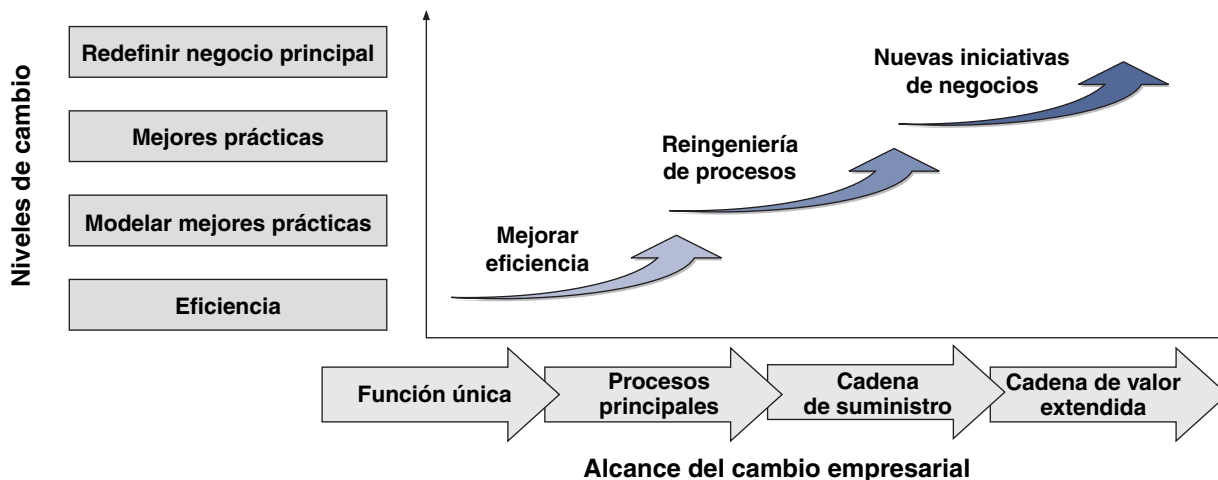 Niveles de cambio
Redefinir negocio principal
Mejores prácticas
Modelar mejores prácticas
Eficiencia
Mejorar
eficiencia
Reingeniería
de procesos
Nuevas iniciativas
de negocios
Función única
Procesos
principales
Cadena
de suministro
Cadena de valor
extendida
Alcance del cambio empresarial